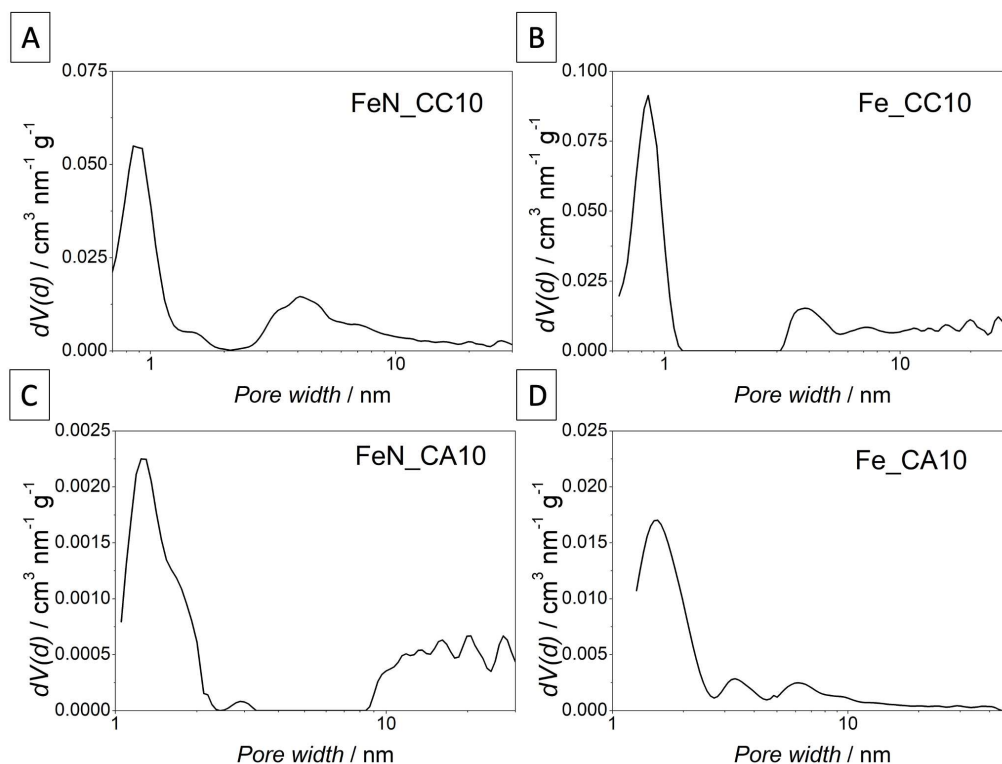 A
FeN_CC10
0.075
0.050
0.025
0.000
dV(d) / cm³ nm⁻¹ g⁻¹
1
10
Pore width / nm
B
Fe_CC10
0.100
0.075
0.050
0.025
0.000
dV(d) / cm³ nm⁻¹ g⁻¹
1
10
Pore width / nm
C
FeN_CA10
0.0025
0.0020
0.0015
0.0010
0.0005
0.0000
dV(d) / cm³ nm⁻¹ g⁻¹
1
10
Pore width / nm
D
Fe_CA10
0.025
0.020
0.015
0.010
0.005
0.000
dV(d) / cm³ nm⁻¹ g⁻¹
1
10
Pore width / nm